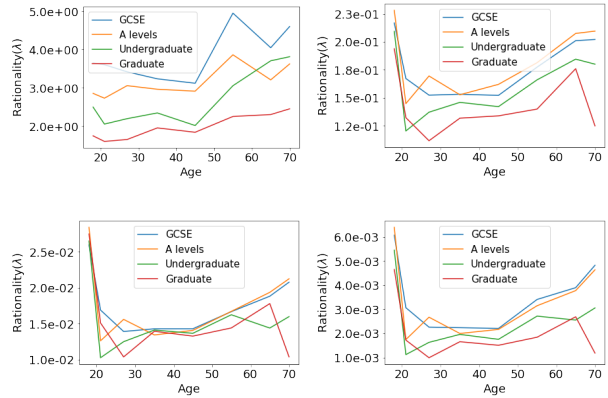 5.0e+00
4.0e+00
3.0e+00
2.0e+00
Rationality(λ)
GCSE
A levels
Undergraduate
Graduate
20 30 40 50 60 70
Age
2.3e-01
2.0e-01
1.8e-01
1.5e-01
1.2e-01
Rationality(λ)
GCSE
A levels
Undergraduate
Graduate
20 30 40 50 60 70
Age
2.5e-02
2.0e-02
1.5e-02
1.0e-02
Rationality(λ)
GCSE
A levels
Undergraduate
Graduate
20 30 40 50 60 70
Age
6.0e-03
5.0e-03
4.0e-03
3.0e-03
2.0e-03
1.0e-03
Rationality(λ)
GCSE
A levels
Undergraduate
Graduate
20 30 40 50 60 70
Age